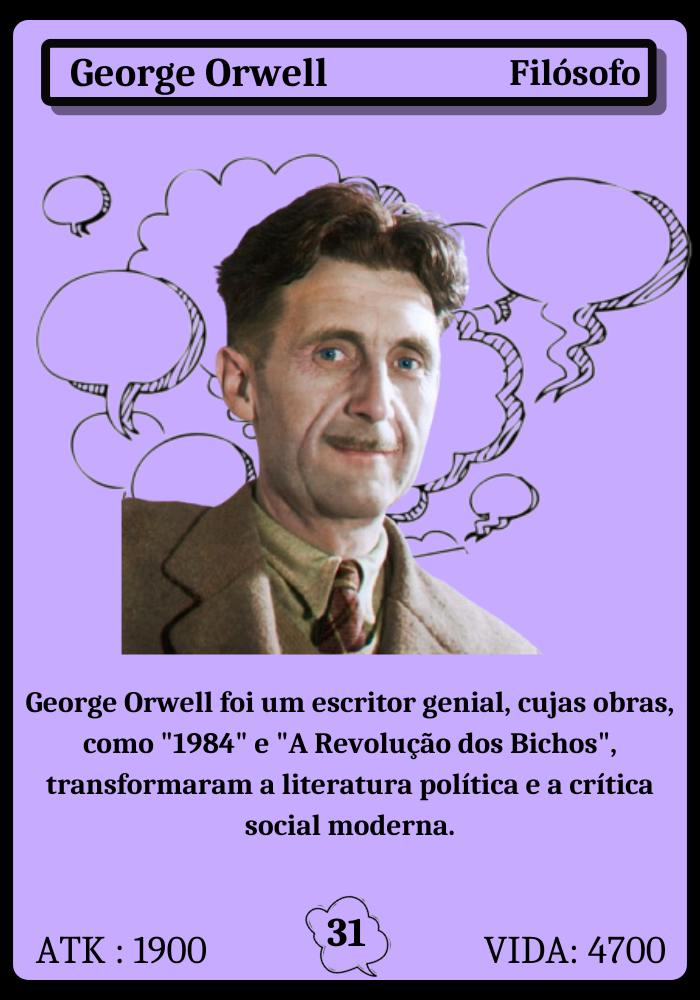 George Orwell Filósofo
George Orwell foi um escritor genial, cujas obras,
como "1984" e "A Revolução dos Bichos",
transformaram a literatura política e a crítica
social moderna.
ATK : 1900 31 VIDA: 4700